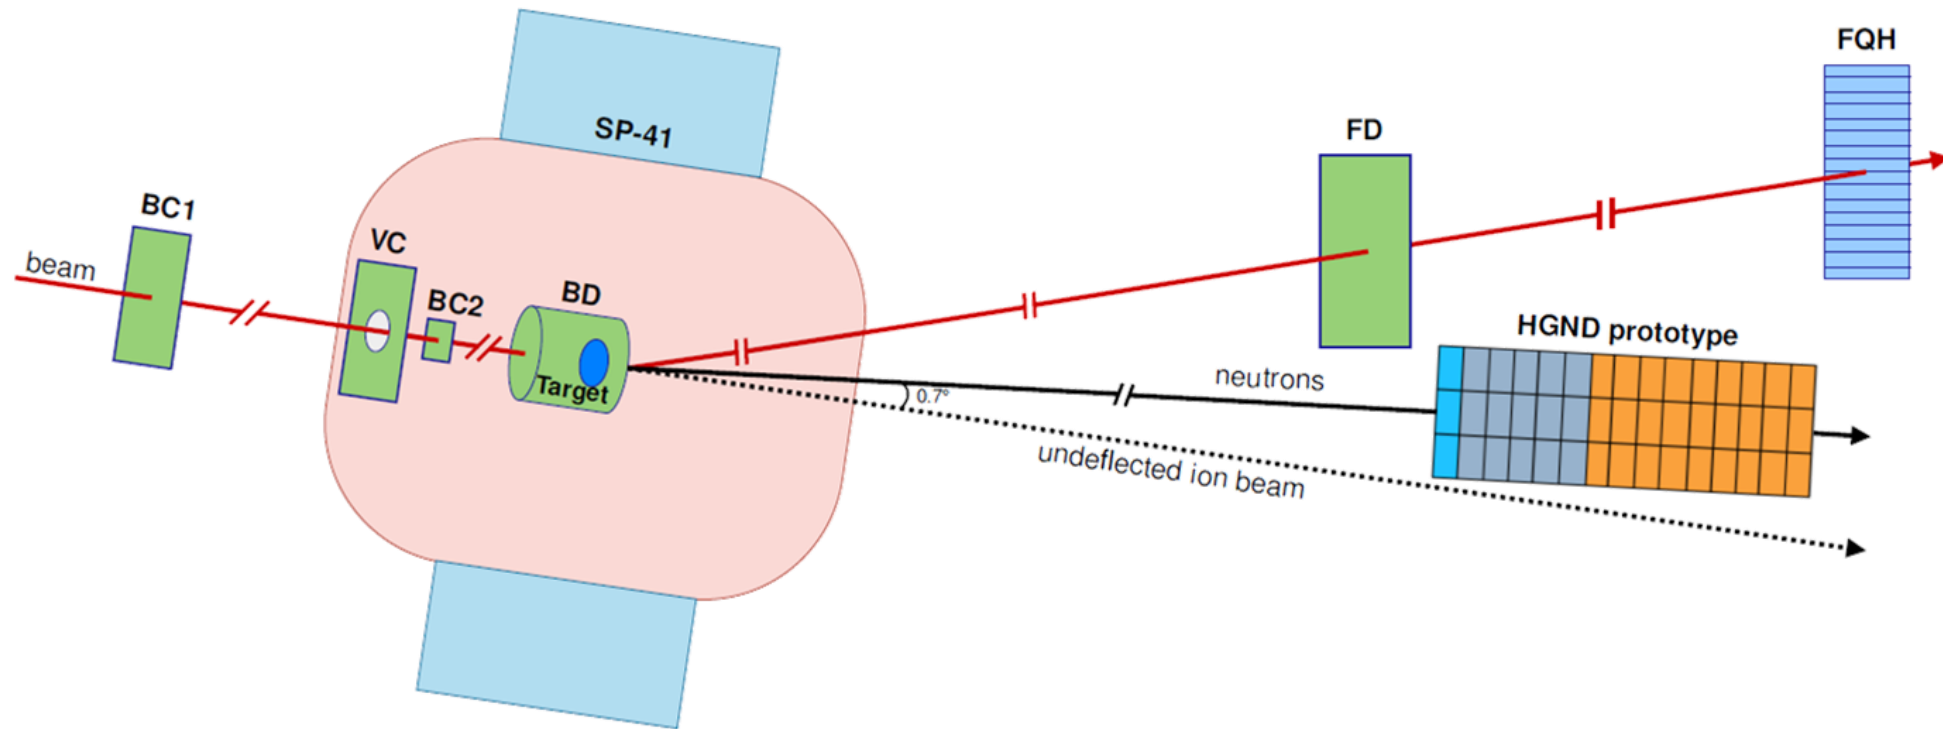 FQH
SP-41
FD
BC1
VC
beam
BC2
BD
HGND prototype
Target
neutrons
0.7°
undeflected ion beam